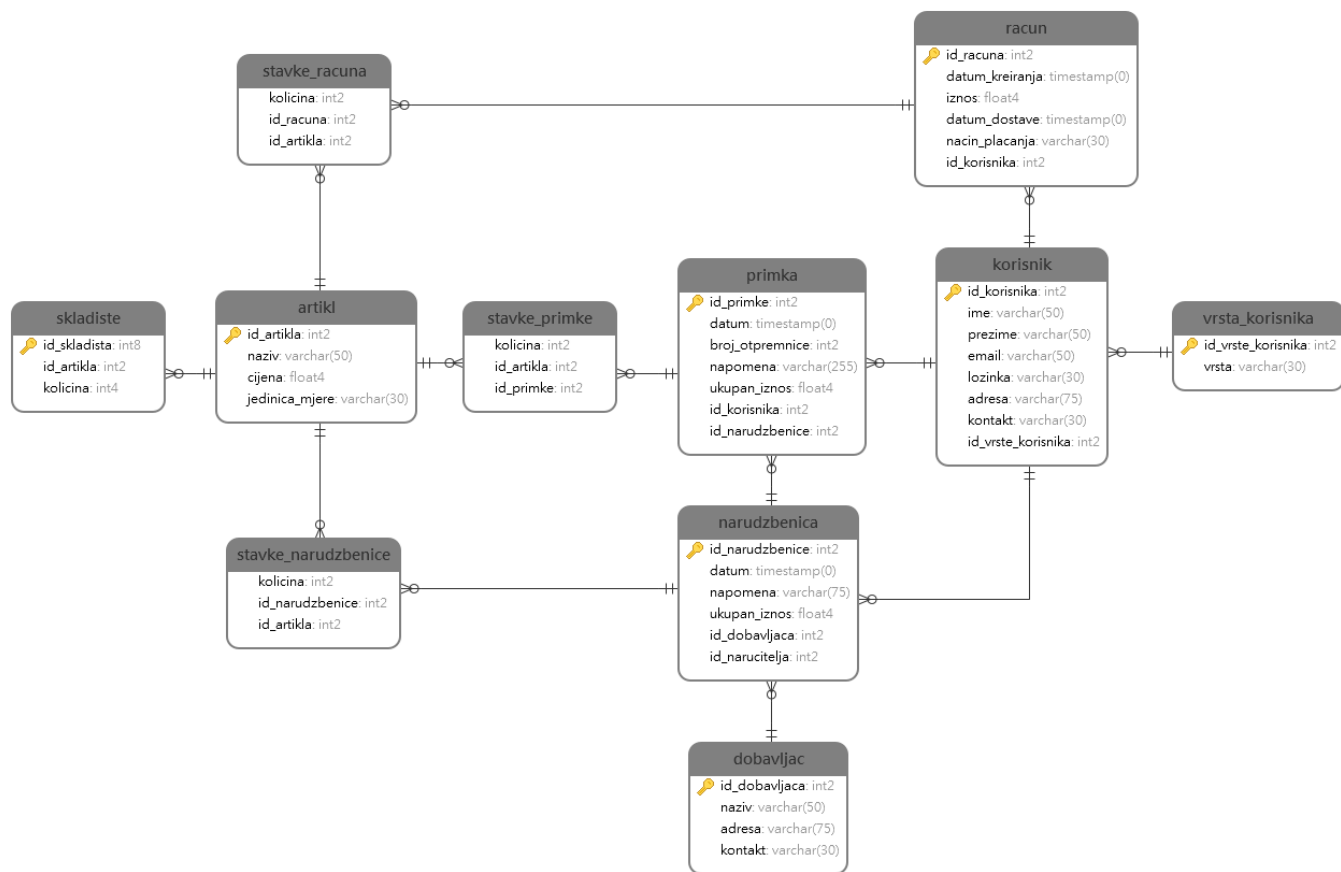 racun
id_racuna: int2
datum_kreiranja: timestamp(0)
iznos: float4
datum_dostave: timestamp(0)
nacin_placanja: varchar(30)
id_korisnika: int2
stavke_racuna
kolicina: int2
id_racuna: int2
id_artikla: int2
skladiste
id_skladista: int8
id_artikla: int2
kolicina: int4
artikl
id_artikla: int2
naziv: varchar(50)
cijena: float4
jedinica_mjere: varchar(30)
stavke_primke
kolicina: int2
id_artikla: int2
id_primke: int2
primka
id_primke: int2
datum: timestamp(0)
broj_otpremnice: int2
napomena: varchar(255)
ukupan_iznos: float4
id_korisnika: int2
id_narudzbenice: int2
korisnik
id_korisnika: int2
ime: varchar(50)
prezime: varchar(50)
email: varchar(50)
lozinka: varchar(30)
adresa: varchar(75)
kontakt: varchar(30)
id_vrste_korisnika: int2
vrsta_korisnika
id_vrste_korisnika: int2
vrsta: varchar(30)
stavke_narudzbenice
kolicina: int2
id_narudzbenice: int2
id_artikla: int2
narudzbenica
id_narudzbenice: int2
datum: timestamp(0)
napomena: varchar(75)
ukupan_iznos: float4
id_dobavljaca: int2
id_narucitelja: int2
dobavljac
id_dobavljaca: int2
naziv: varchar(50)
adresa: varchar(75)
kontakt: varchar(30)